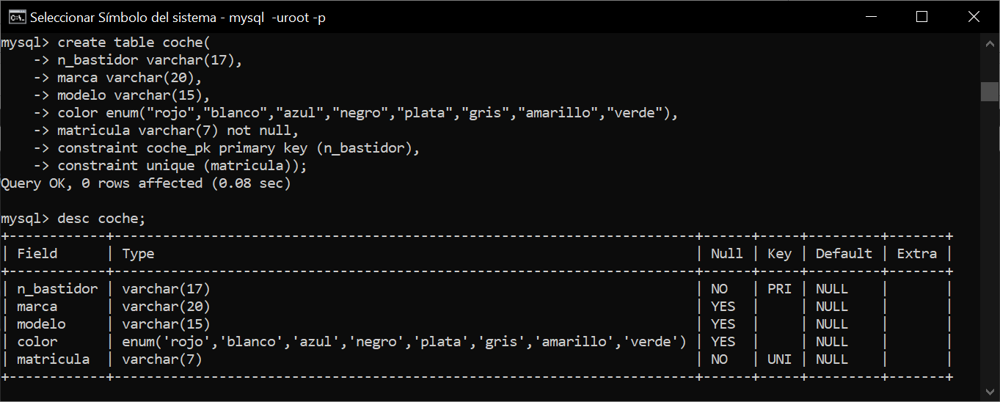 Seleccionar Símbolo del sistema - mysql  -uroot -p
mysql> create table coche(
    -> n_bastidor varchar(17),
    -> marca varchar(20),
    -> modelo varchar(15),
    -> color enum("rojo","blanco","azul","negro","plata","gris","amarillo","verde"),
    -> matricula varchar(7) not null,
    -> constraint coche_pk primary key (n_bastidor),
    -> constraint unique (matricula));
Query OK, 0 rows affected (0.08 sec)
mysql> desc coche;
+------------+------------------------------------------------------------------------+------+-----+---------+-------+
| Field      | Type                                                                   | Null | Key | Default | Extra |
+------------+------------------------------------------------------------------------+------+-----+---------+-------+
| n_bastidor | varchar(17)                                                            | NO   | PRI | NULL    |       |
| marca      | varchar(20)                                                            | YES  |     | NULL    |       |
| modelo     | varchar(15)                                                            | YES  |     | NULL    |       |
| color      | enum('rojo','blanco','azul','negro','plata','gris','amarillo','verde') | YES  |     | NULL    |       |
| matricula  | varchar(7)                                                             | NO   | UNI | NULL    |       |
+------------+------------------------------------------------------------------------+------+-----+---------+-------+